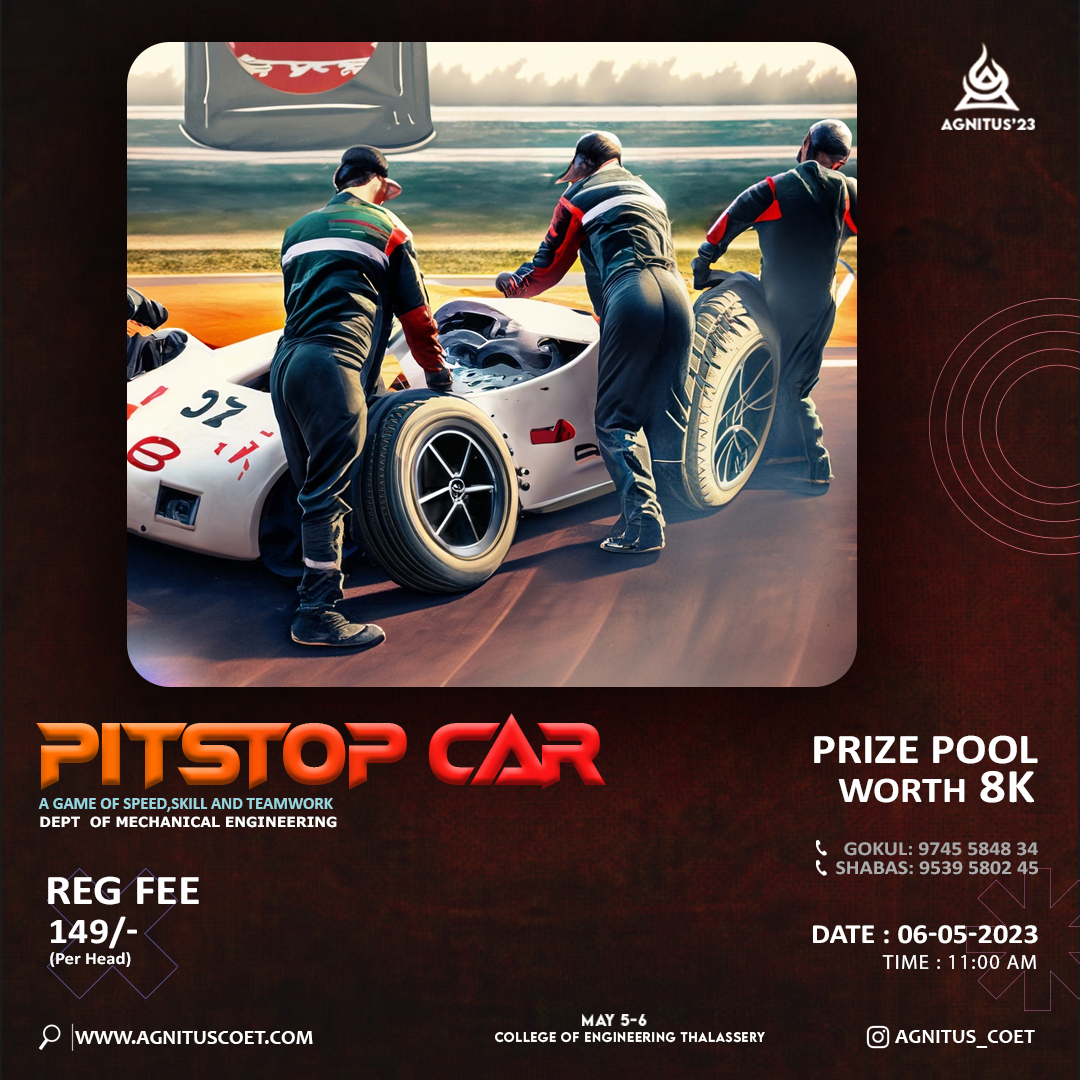 AGNITUS'23
PITSTOP CAR
A GAME OF SPEED,SKILL AND TEAMWORK
DEPT OF MECHANICAL ENGINEERING
REG FEE
149/-
(Per Head)
PRIZE POOL
WORTH 8K
GOKUL: 9745 5848 34
SHABAS: 9539 5802 45
DATE : 06-05-2023
TIME : 11:00 AM
WWW.AGNITUSCOET.COM
MAY 5-6
COLLEGE OF ENGINEERING THALASSERY
AGNITUS_COET